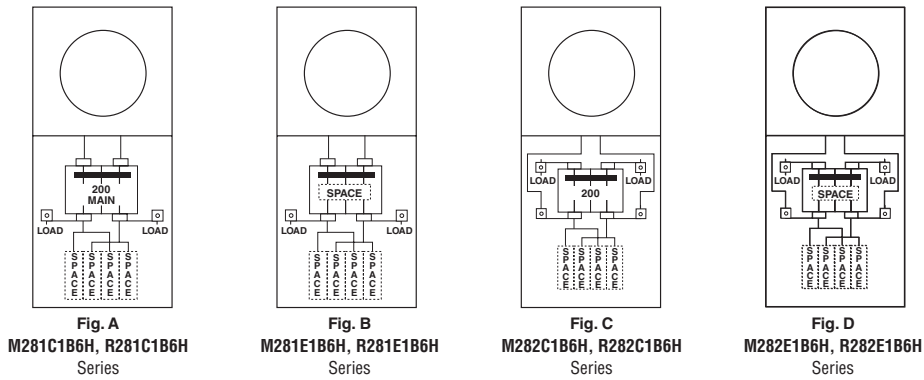 200
MAIN
LOAD
LOAD
SPACE
SPACE
SPACE
SPACE
Fig. A
M281C1B6H, R281C1B6H
Series
SPACE
LOAD
LOAD
SPACE
SPACE
SPACE
SPACE
Fig. B
M281E1B6H, R281E1B6H
Series
LOAD
LOAD
200
SPACE
SPACE
SPACE
SPACE
Fig. C
M282C1B6H, R282C1B6H
Series
LOAD
LOAD
SPACE
SPACE
SPACE
SPACE
SPACE
Fig. D
M282E1B6H, R282E1B6H
Series